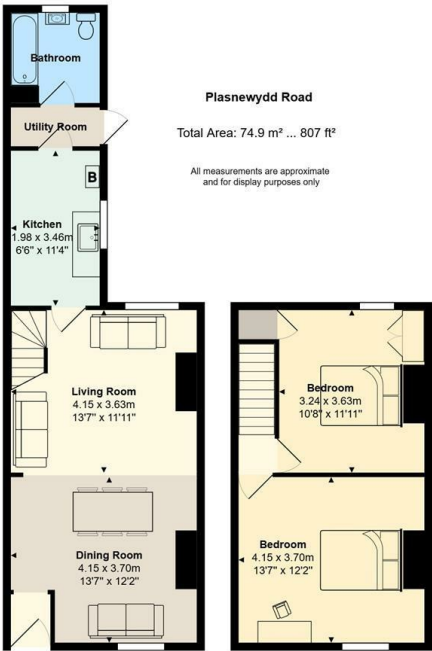 Bathroom
Utility Room
B
Kitchen
1.98 x 3.46m
6'6" x 11'4"
Living Room
4.15 x 3.63m
13'7" x 11'11"
Dining Room
4.15 x 3.70m
13'7" x 12'2"
Plasnewydd Road
Total Area: 74.9 m² ... 807 ft²
All measurements are approximate
and for display purposes only
Bedroom
3.24 x 3.63m
10'8" x 11'11"
Bedroom
4.15 x 3.70m
13'7" x 12'2"